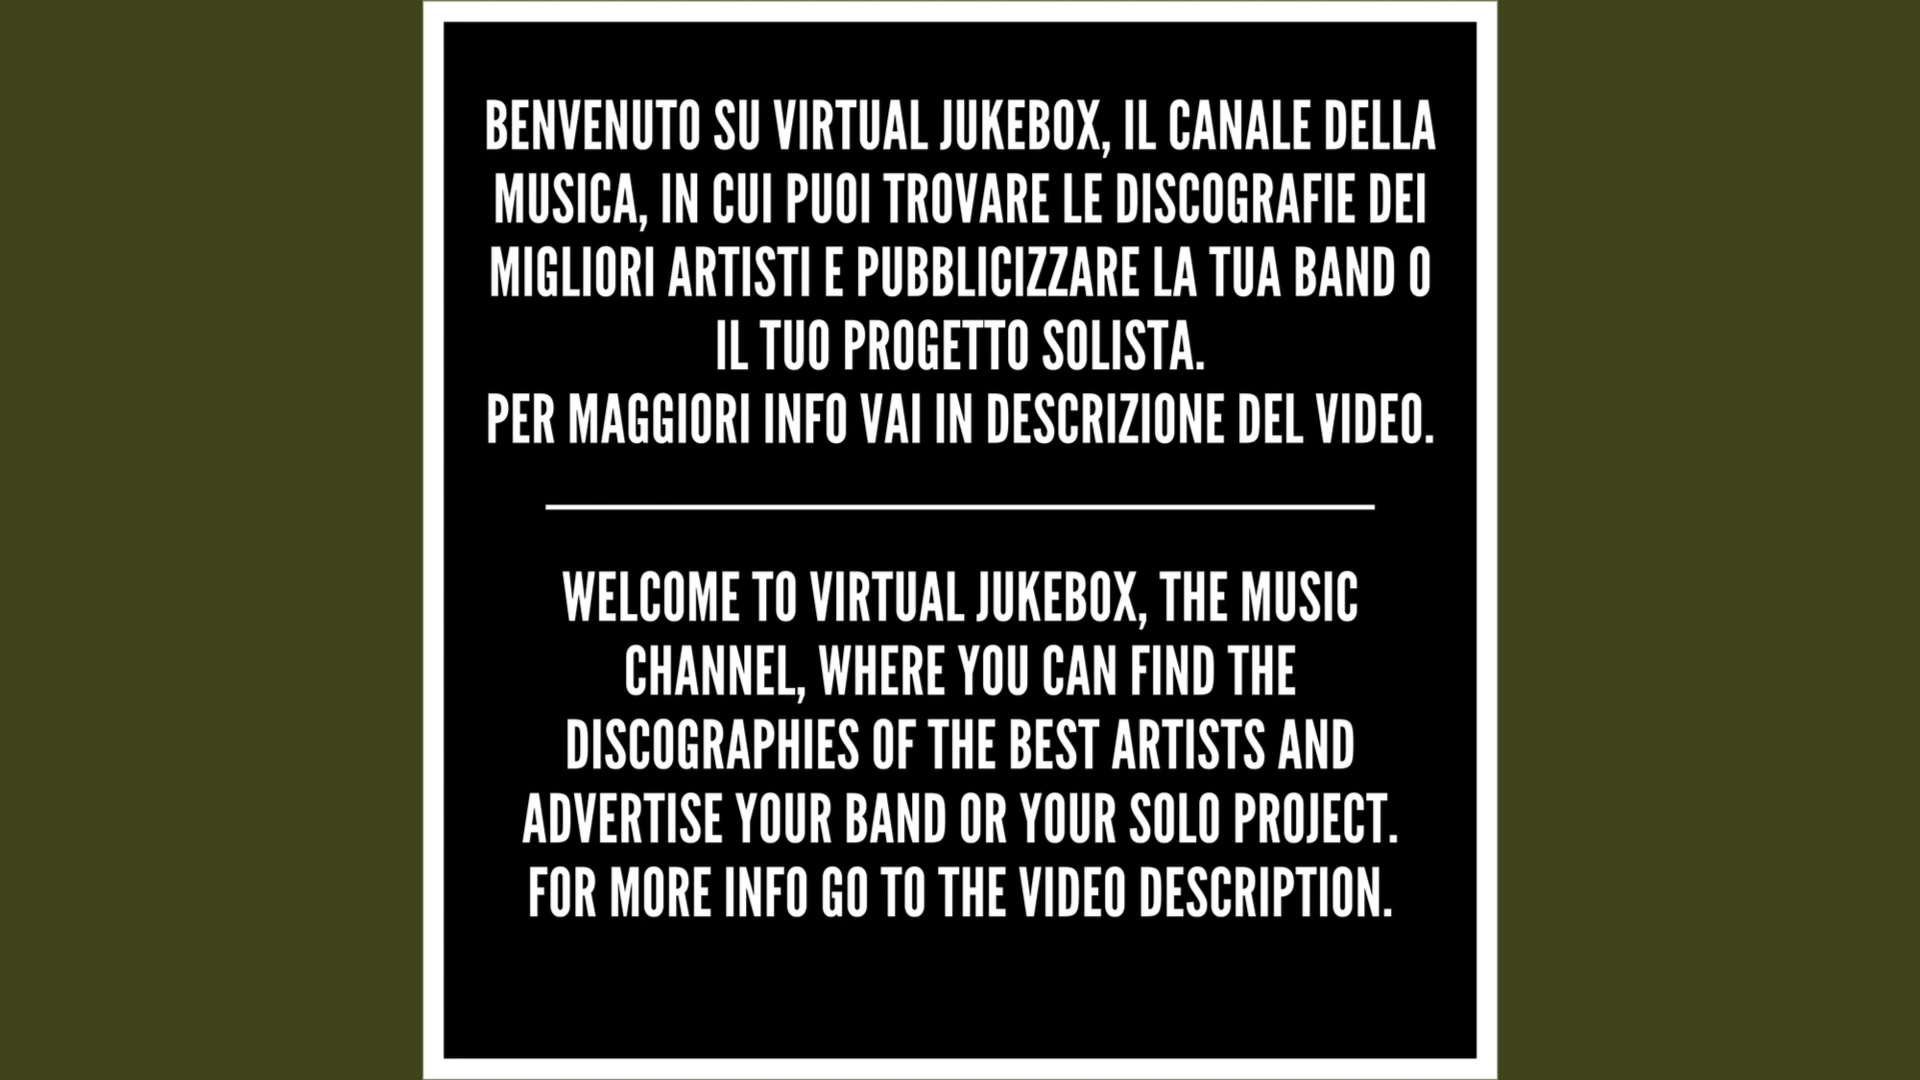 BENVENUTO SU VIRTUAL JUKEBOX, IL CANALE DELLA
MUSICA, IN CUI PUOI TROVARE LE DISCOGRAFIE DEI
MIGLIORI ARTISTI E PUBBLICIZZARE LA TUA BAND O
IL TUO PROGETTO SOLISTA.
PER MAGGIORI INFO VAI IN DESCRIZIONE DEL VIDEO.
WELCOME TO VIRTUAL JUKEBOX, THE MUSIC
CHANNEL, WHERE YOU CAN FIND THE
DISCOGRAPHIES OF THE BEST ARTISTS AND
ADVERTISE YOUR BAND OR YOUR SOLO PROJECT.
FOR MORE INFO GO TO THE VIDEO DESCRIPTION.